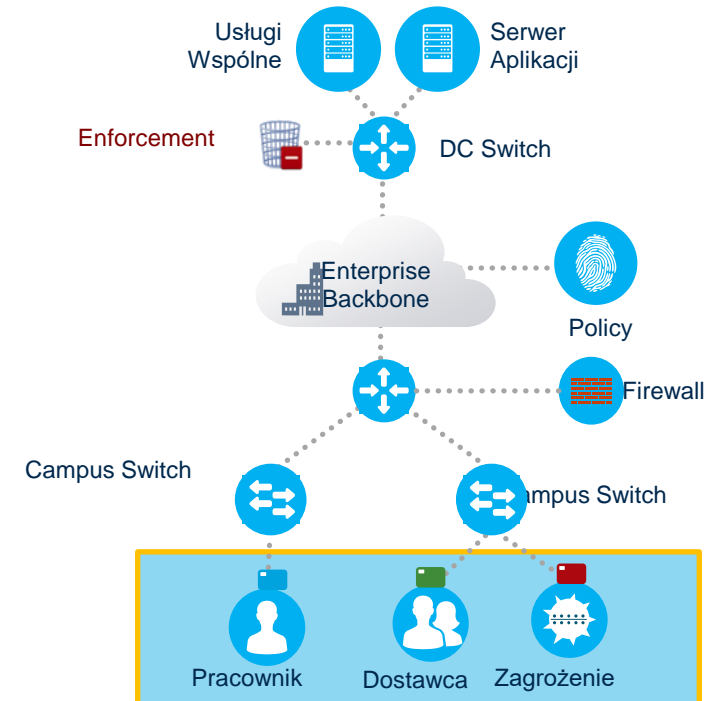 Usługi
Wspólne
Serwer
Aplikacji
Enforcement
DC Switch
Enterprise
Backbone
Policy
Firewall
Campus Switch
ampus Switch
Pracownik
Dostawca
Zagrożenie